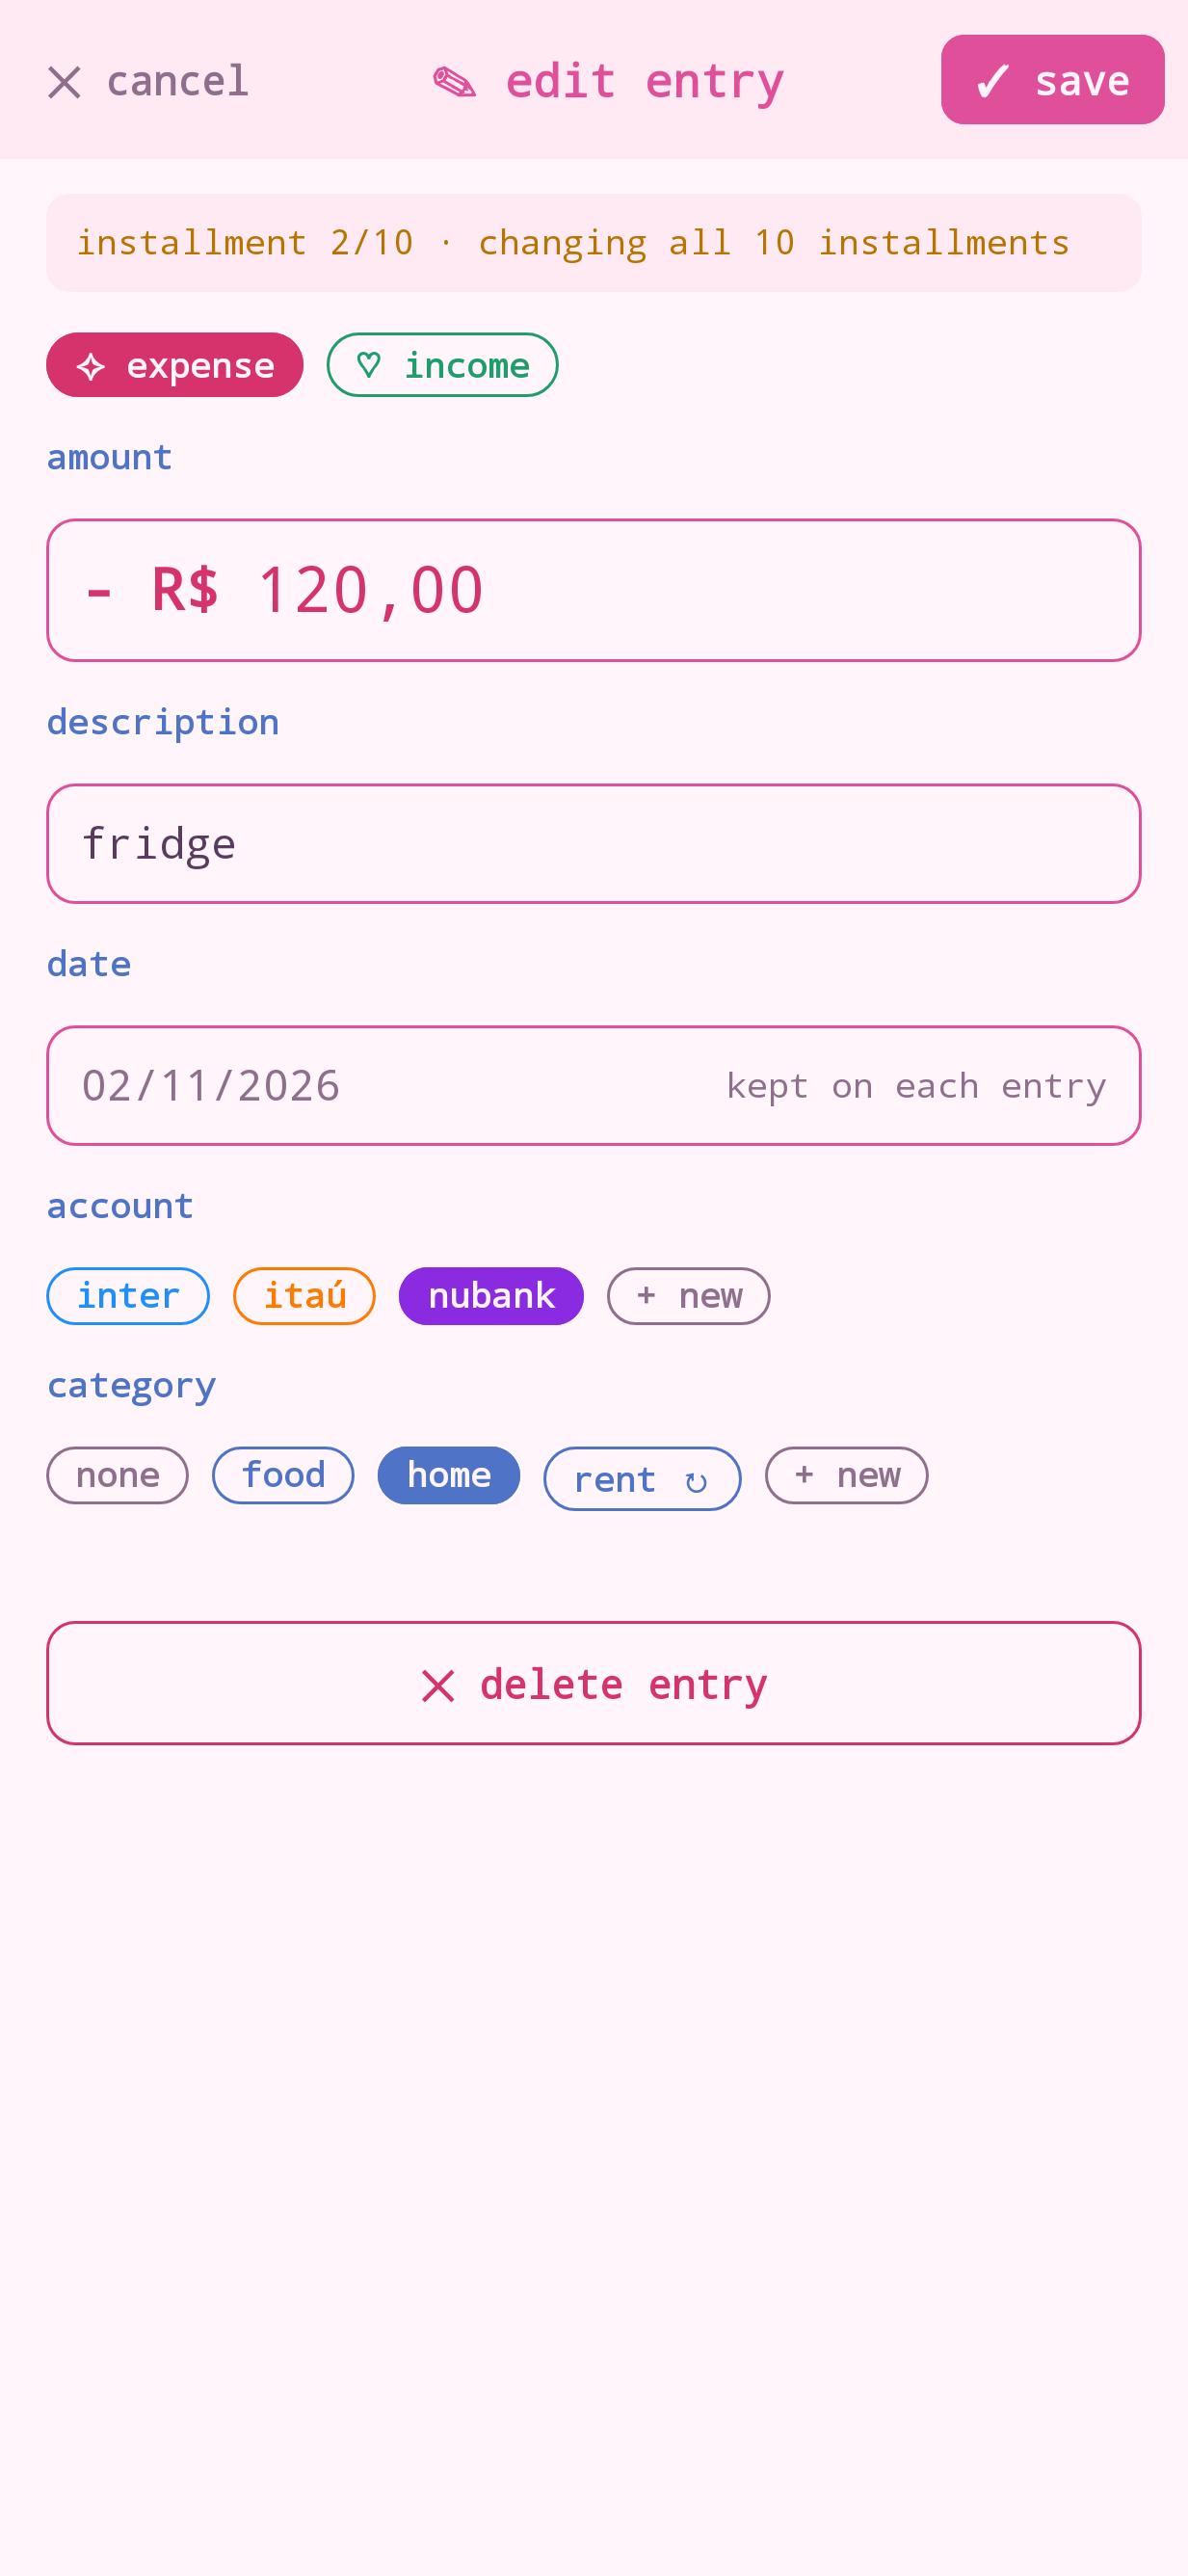 × cancel ✎ edit entry ✓ save
installment 2/10 · changing all 10 installments
✧ expense ♡ income
amount
- R$ 120,00
description
fridge
date
02/11/2026 kept on each entry
account
inter itaú nubank + new
category
none food home rent ↻ + new
× delete entry